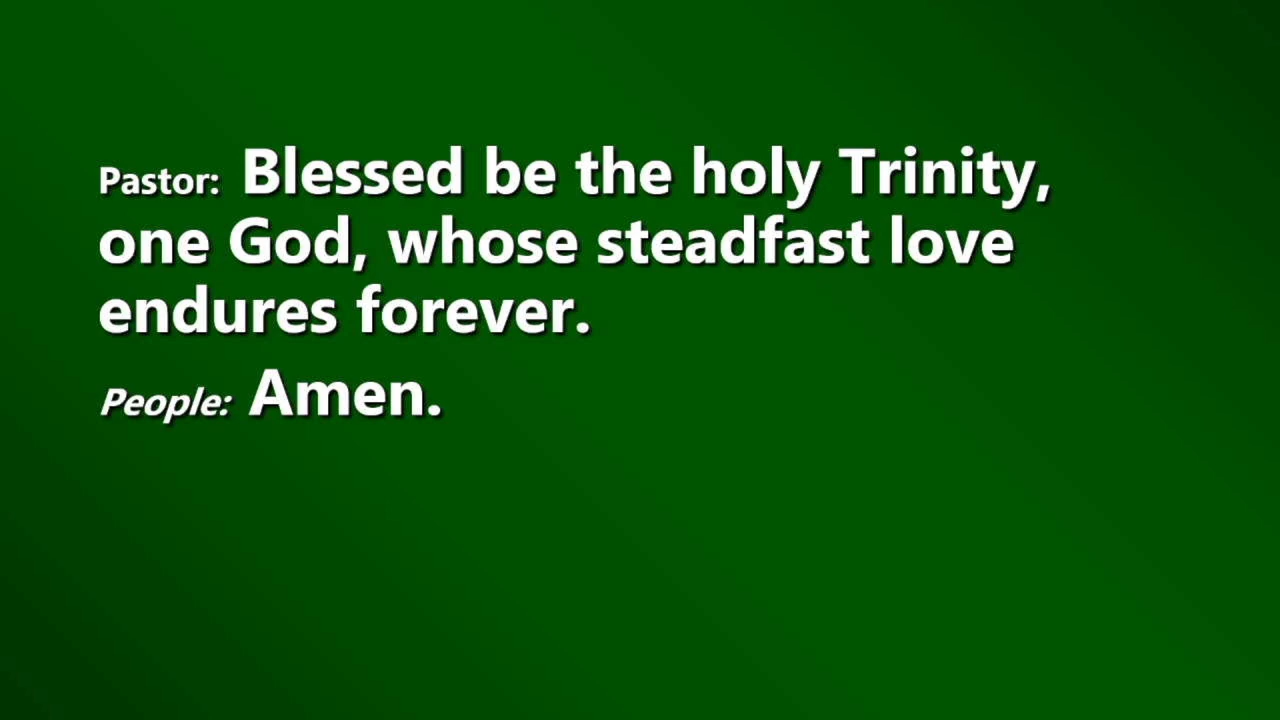 Pastor: Blessed be the holy Trinity,
one God, whose steadfast love
endures forever.
People: Amen.